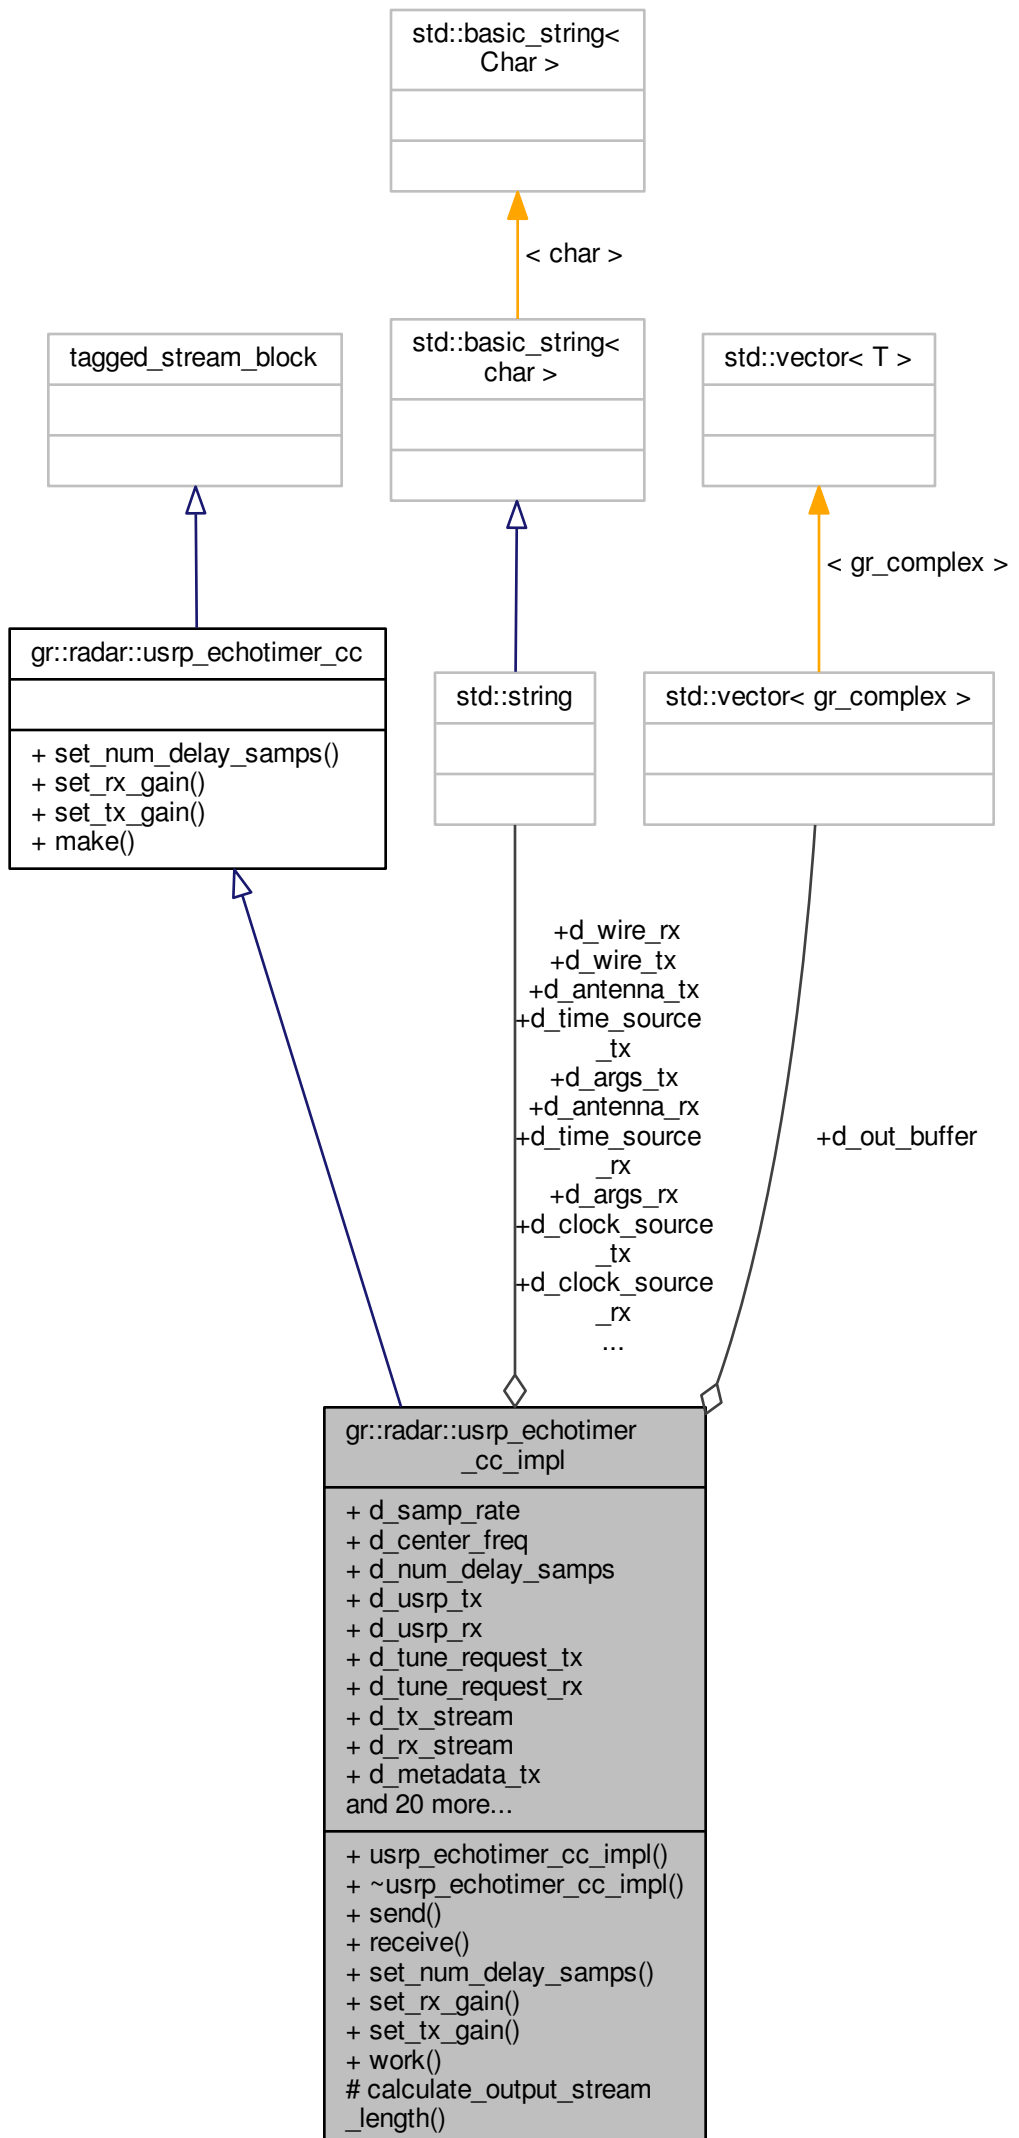 std::basic_string<
Char >
< char >
tagged_stream_block
std::basic_string<
char >
std::vector< T >
< gr_complex >
gr::radar::usrp_echotimer_cc
+ set_num_delay_samps()
+ set_rx_gain()
+ set_tx_gain()
+ make()
std::string
std::vector< gr_complex >
+d_wire_rx
+d_wire_tx
+d_antenna_tx
+d_time_source
_tx
+d_args_tx
+d_antenna_rx
+d_time_source
_rx
+d_args_rx
+d_clock_source
_tx
+d_clock_source
_rx
...
+d_out_buffer
gr::radar::usrp_echotimer
_cc_impl
+ d_samp_rate
+ d_center_freq
+ d_num_delay_samps
+ d_usrp_tx
+ d_usrp_rx
+ d_tune_request_tx
+ d_tune_request_rx
+ d_tx_stream
+ d_rx_stream
+ d_metadata_tx
and 20 more...
+ usrp_echotimer_cc_impl()
+ ~usrp_echotimer_cc_impl()
+ send()
+ receive()
+ set_num_delay_samps()
+ set_rx_gain()
+ set_tx_gain()
+ work()
# calculate_output_stream
_length()